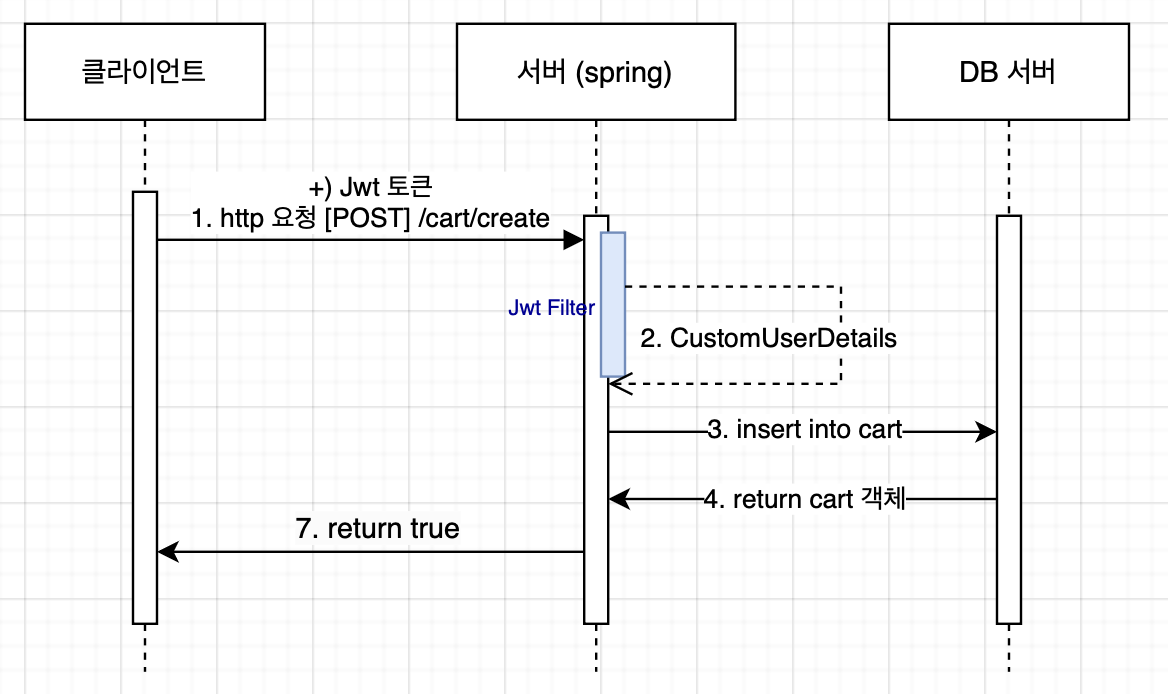 클라이언트
서버 (spring)
DB 서버
+) Jwt 토큰
1. http 요청 [POST] /cart/create
Jwt Filter
2. CustomUserDetails
3. insert into cart
4. return cart 객체
7. return true